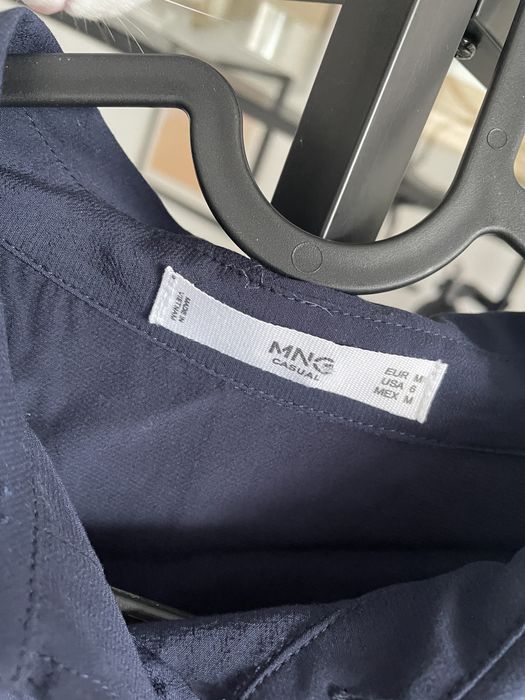 MADE IN
VIETNAM
MNG
CASUAL
EUR M
USA 6
MEX M